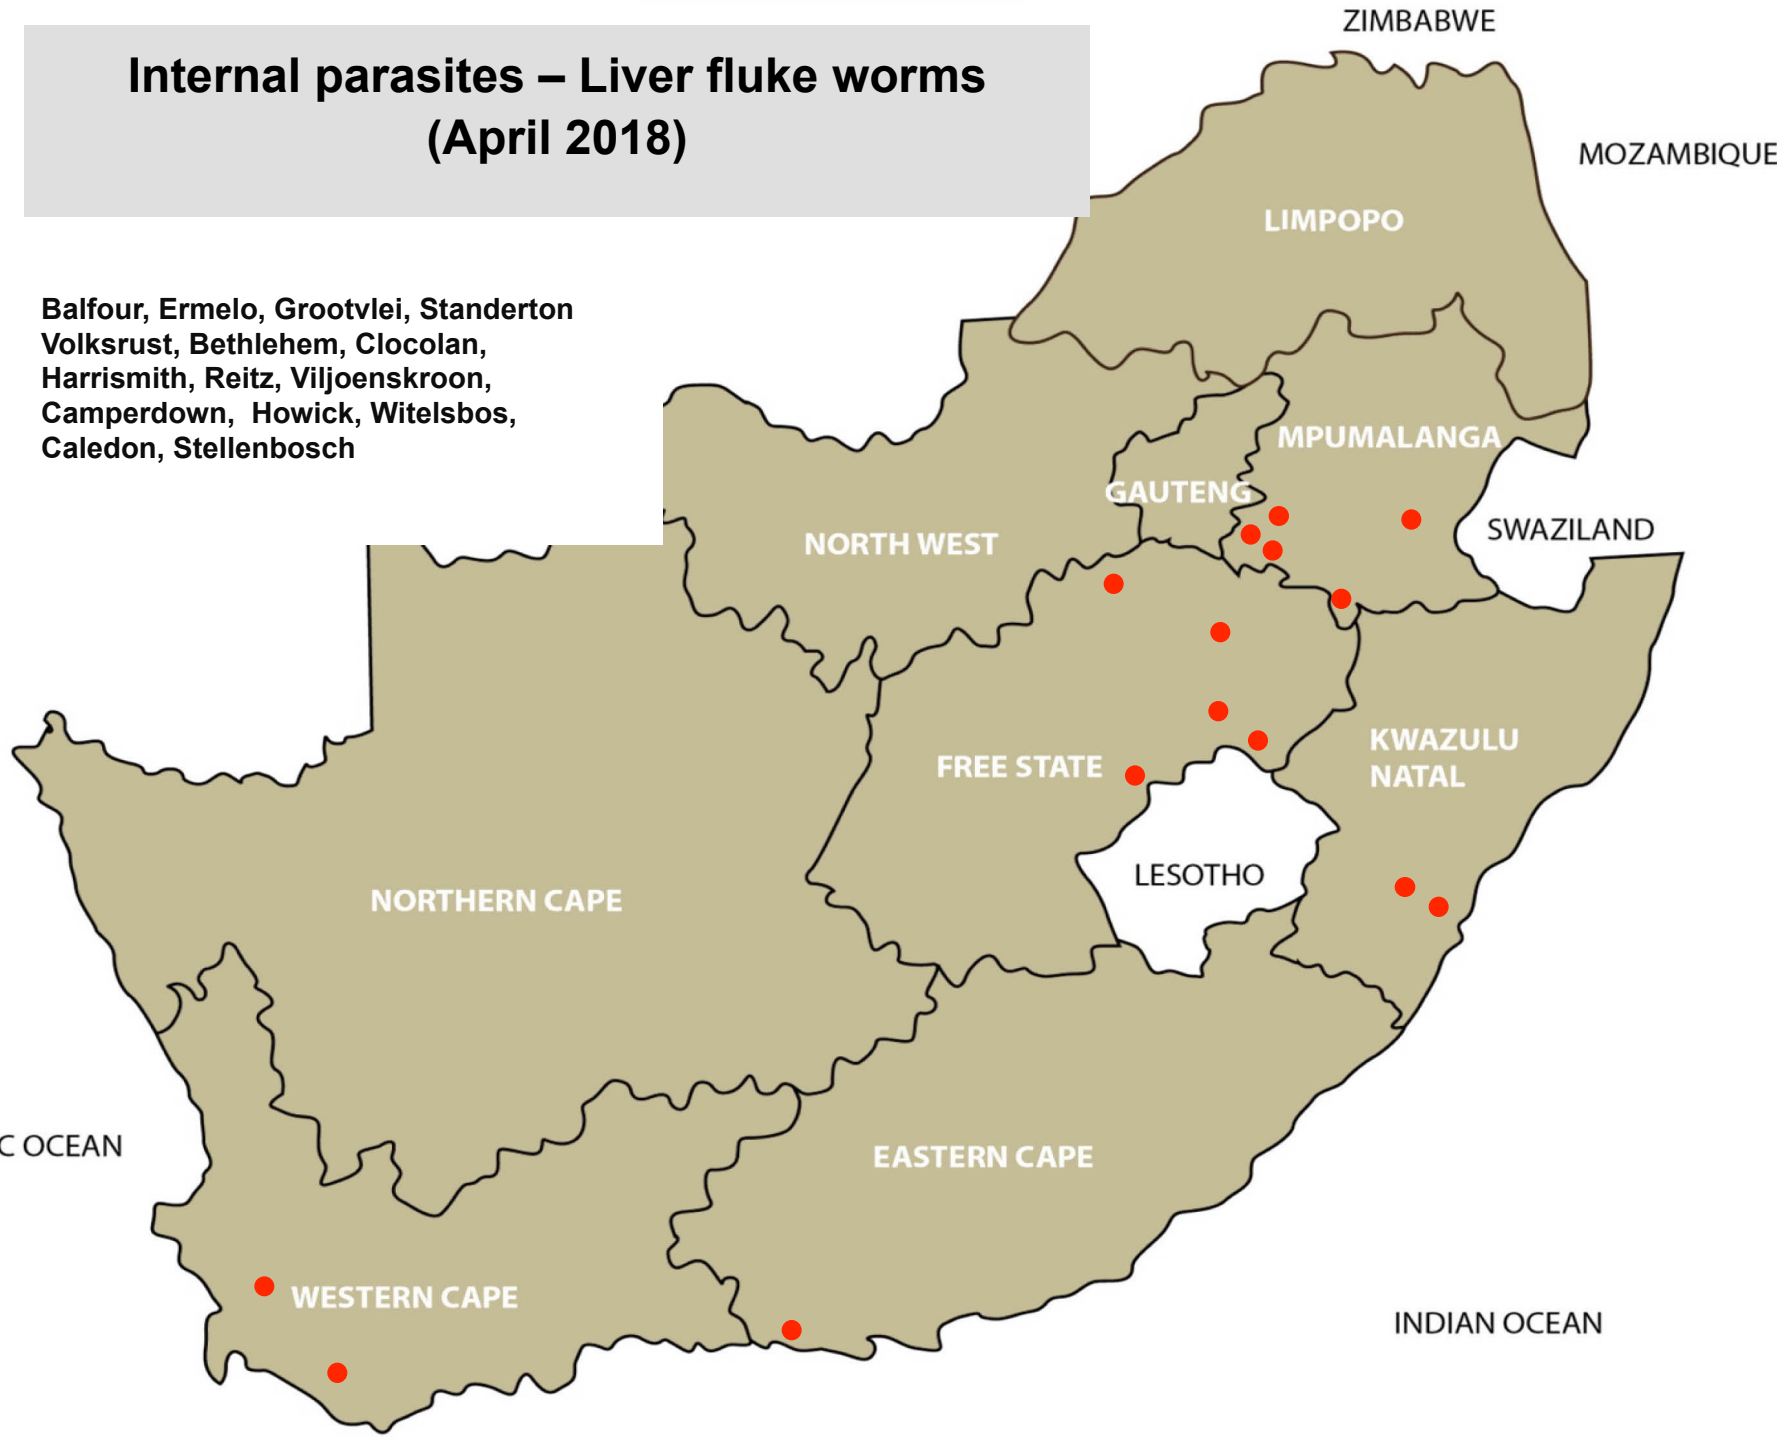 ZIMBABWE
Internal parasites – Liver fluke worms
(April 2018)
MOZAMBIQUE
LIMPOPO
Balfour, Ermelo, Grootvlei, Standerton
Volksrust, Bethlehem, Clocolan,
Harrismith, Reitz, Viljoenskroon,
Camperdown,  Howick, Witelsbos,
Caledon, Stellenbosch
MPUMALANGA
GAUTENG
SWAZILAND
NORTH WEST
KWAZULU
NATAL
FREE STATE
LESOTHO
NORTHERN CAPE
C OCEAN
EASTERN CAPE
WESTERN CAPE
INDIAN OCEAN